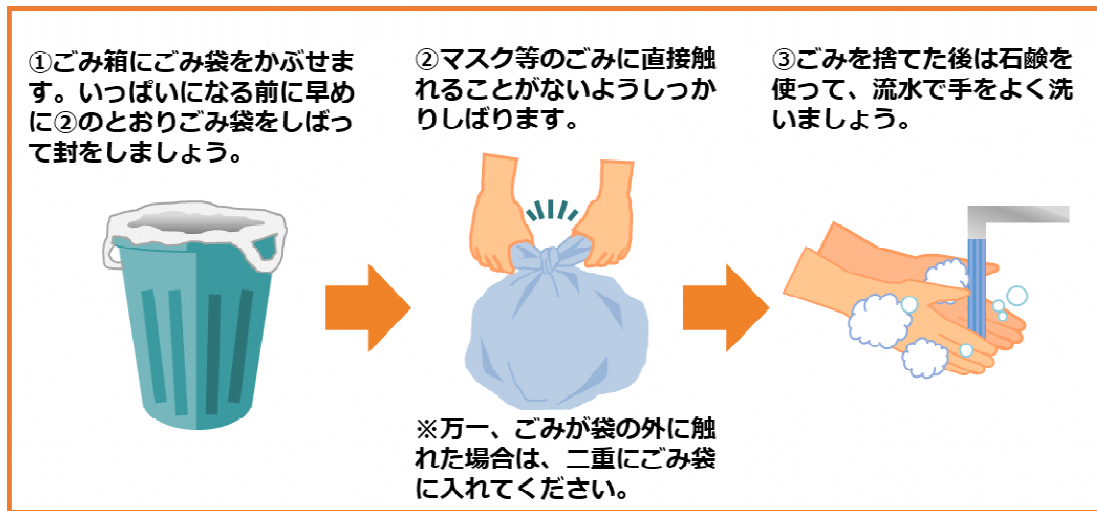 ①ごみ箱にごみ袋をかぶせま
す。いっぱいになる前に早め
に②のとおりごみ袋をしばっ
て封をしましょう。
②マスク等のごみに直接触
れることがないようしっか
りしばります。
※万一、ごみが袋の外に触
れた場合は、二重にごみ袋
に入れてください。
③ごみを捨てた後は石鹸を
使って、流水で手をよく洗
いましょう。